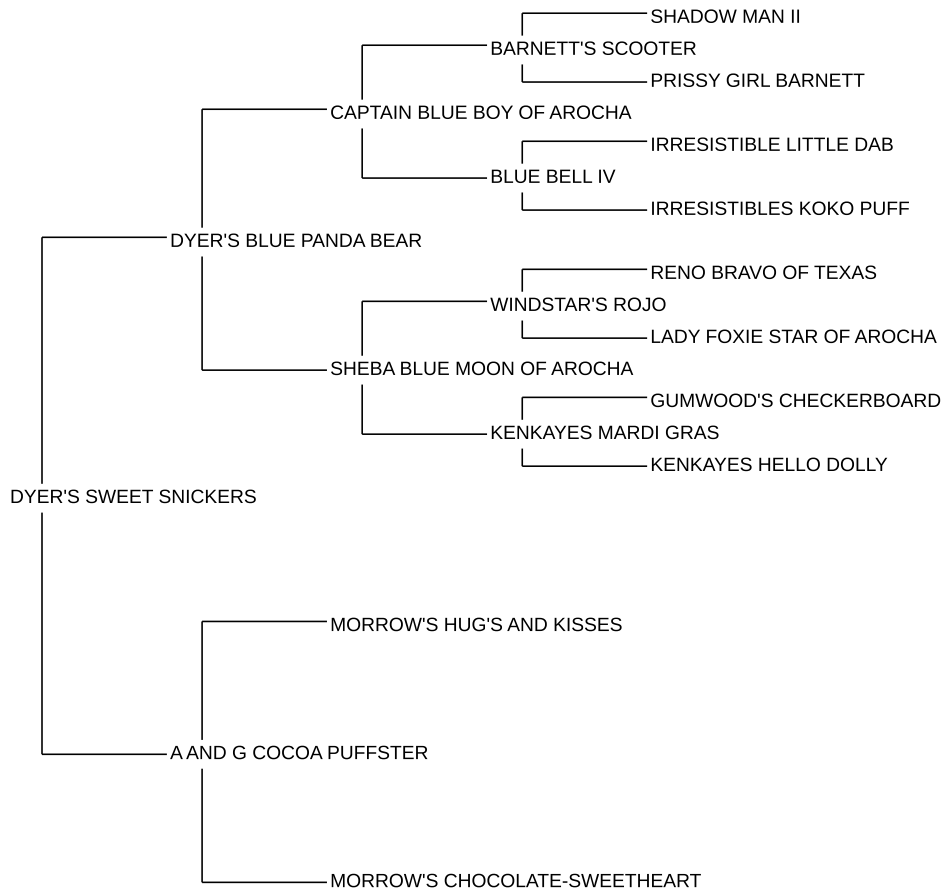 SHADOW MAN II
BARNETT'S SCOOTER
PRISSY GIRL BARNETT
CAPTAIN BLUE BOY OF AROCHA
IRRESISTIBLE LITTLE DAB
BLUE BELL IV
IRRESISTIBLES KOKO PUFF
DYER'S BLUE PANDA BEAR
RENO BRAVO OF TEXAS
WINDSTAR'S ROJO
LADY FOXIE STAR OF AROCHA
SHEBA BLUE MOON OF AROCHA
GUMWOOD'S CHECKERBOARD
KENKAYES MARDI GRAS
KENKAYES HELLO DOLLY
DYER'S SWEET SNICKERS
MORROW'S HUG'S AND KISSES
A AND G COCOA PUFFSTER
MORROW'S CHOCOLATE-SWEETHEART